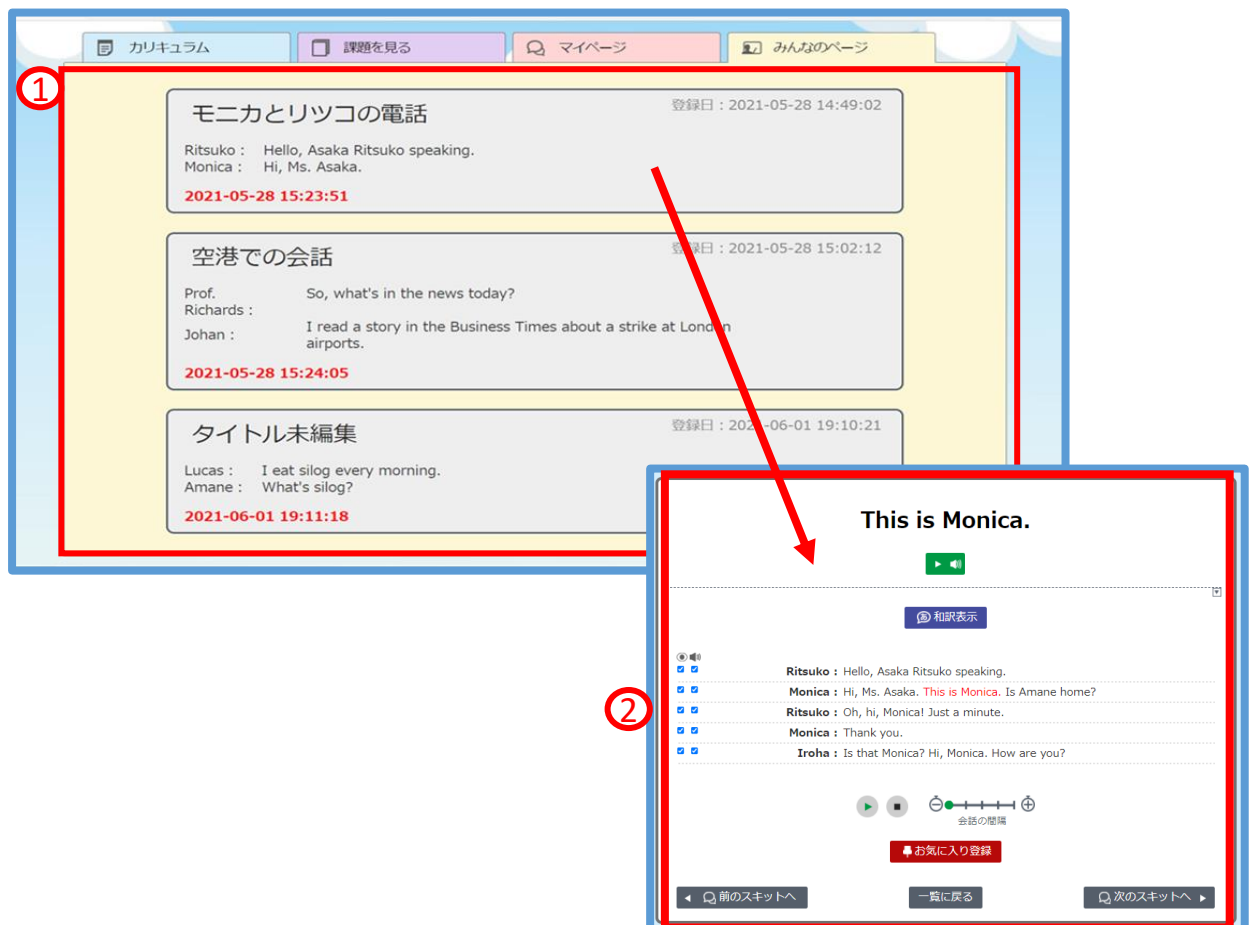 カリキュラム
課題を見る
マイページ
みんなのページ
①
モニカとリツコの電話
登録日：2021-05-28 14:49:02
Ritsuko : Hello, Asaka Ritsuko speaking.
Monica : Hi, Ms. Asaka.
2021-05-28 15:23:51
空港での会話
登録日：2021-05-28 15:02:12
Prof. Richards : So, what's in the news today?
Johan : I read a story in the Business Times about a strike at London
airports.
2021-05-28 15:24:05
タイトル未編集
登録日：2021-06-01 19:10:21
Lucas : I eat silog every morning.
Amane : What's silog?
2021-06-01 19:11:18
②
This is Monica.
あ 和訳表示
Ritsuko : Hello, Asaka Ritsuko speaking.
Monica : Hi, Ms. Asaka. This is Monica. Is Amane home?
Ritsuko : Oh, hi, Monica! Just a minute.
Monica : Thank you.
Iroha : Is that Monica? Hi, Monica. How are you?
会話の間隔
お気に入り登録
前のスキットへ
一覧に戻る
次のスキットへ